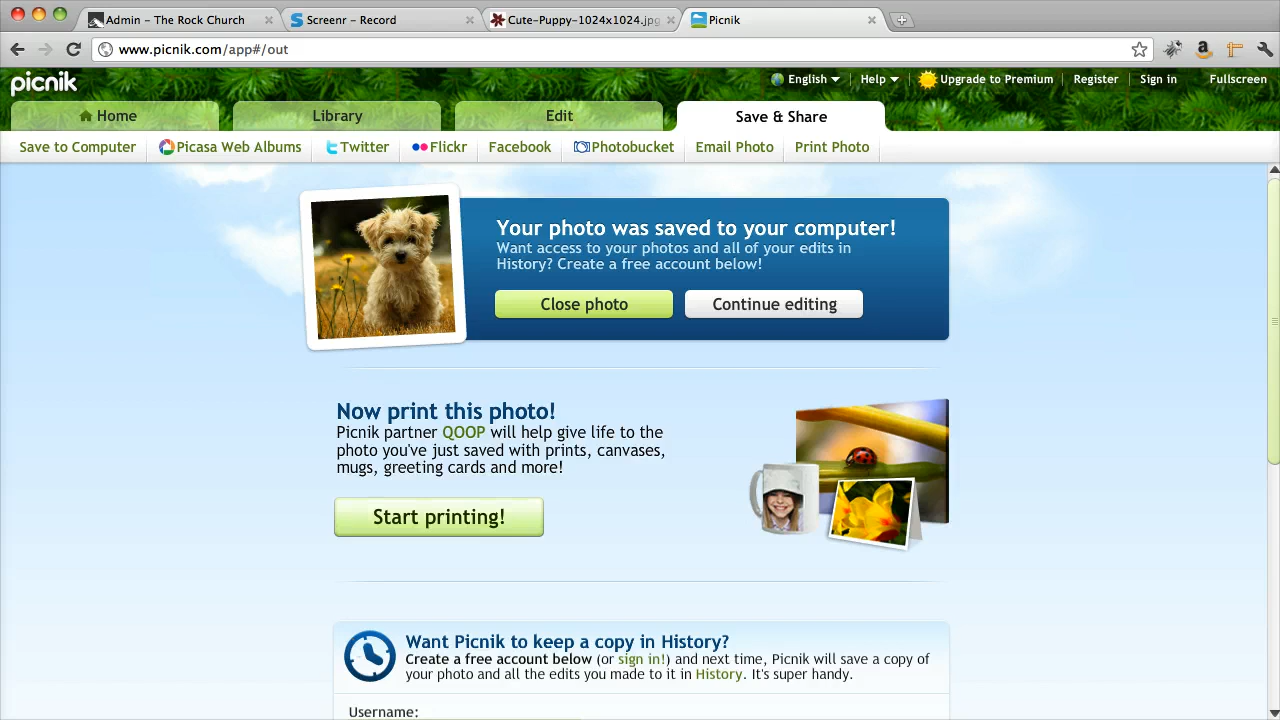 Admin – The Rock Church
Screenr – Record
Cute-Puppy-1024x1024.jpg
Picnik
www.picnik.com/app#/out
picnik
English
Help
Upgrade to Premium
Register
Sign in
Fullscreen
Home
Library
Edit
Save & Share
Save to Computer
Picasa Web Albums
Twitter
Flickr
Facebook
Photobucket
Email Photo
Print Photo
Your photo was saved to your computer!
Want access to your photos and all of your edits in
History? Create a free account below!
Close photo
Continue editing
Now print this photo!
Picnik partner QOOP will help give life to the
photo you've just saved with prints, canvases,
mugs, greeting cards and more!
Start printing!
Want Picnik to keep a copy in History?
Create a free account below (or sign in!) and next time, Picnik will save a copy of
your photo and all the edits you made to it in History. It's super handy.
Username: